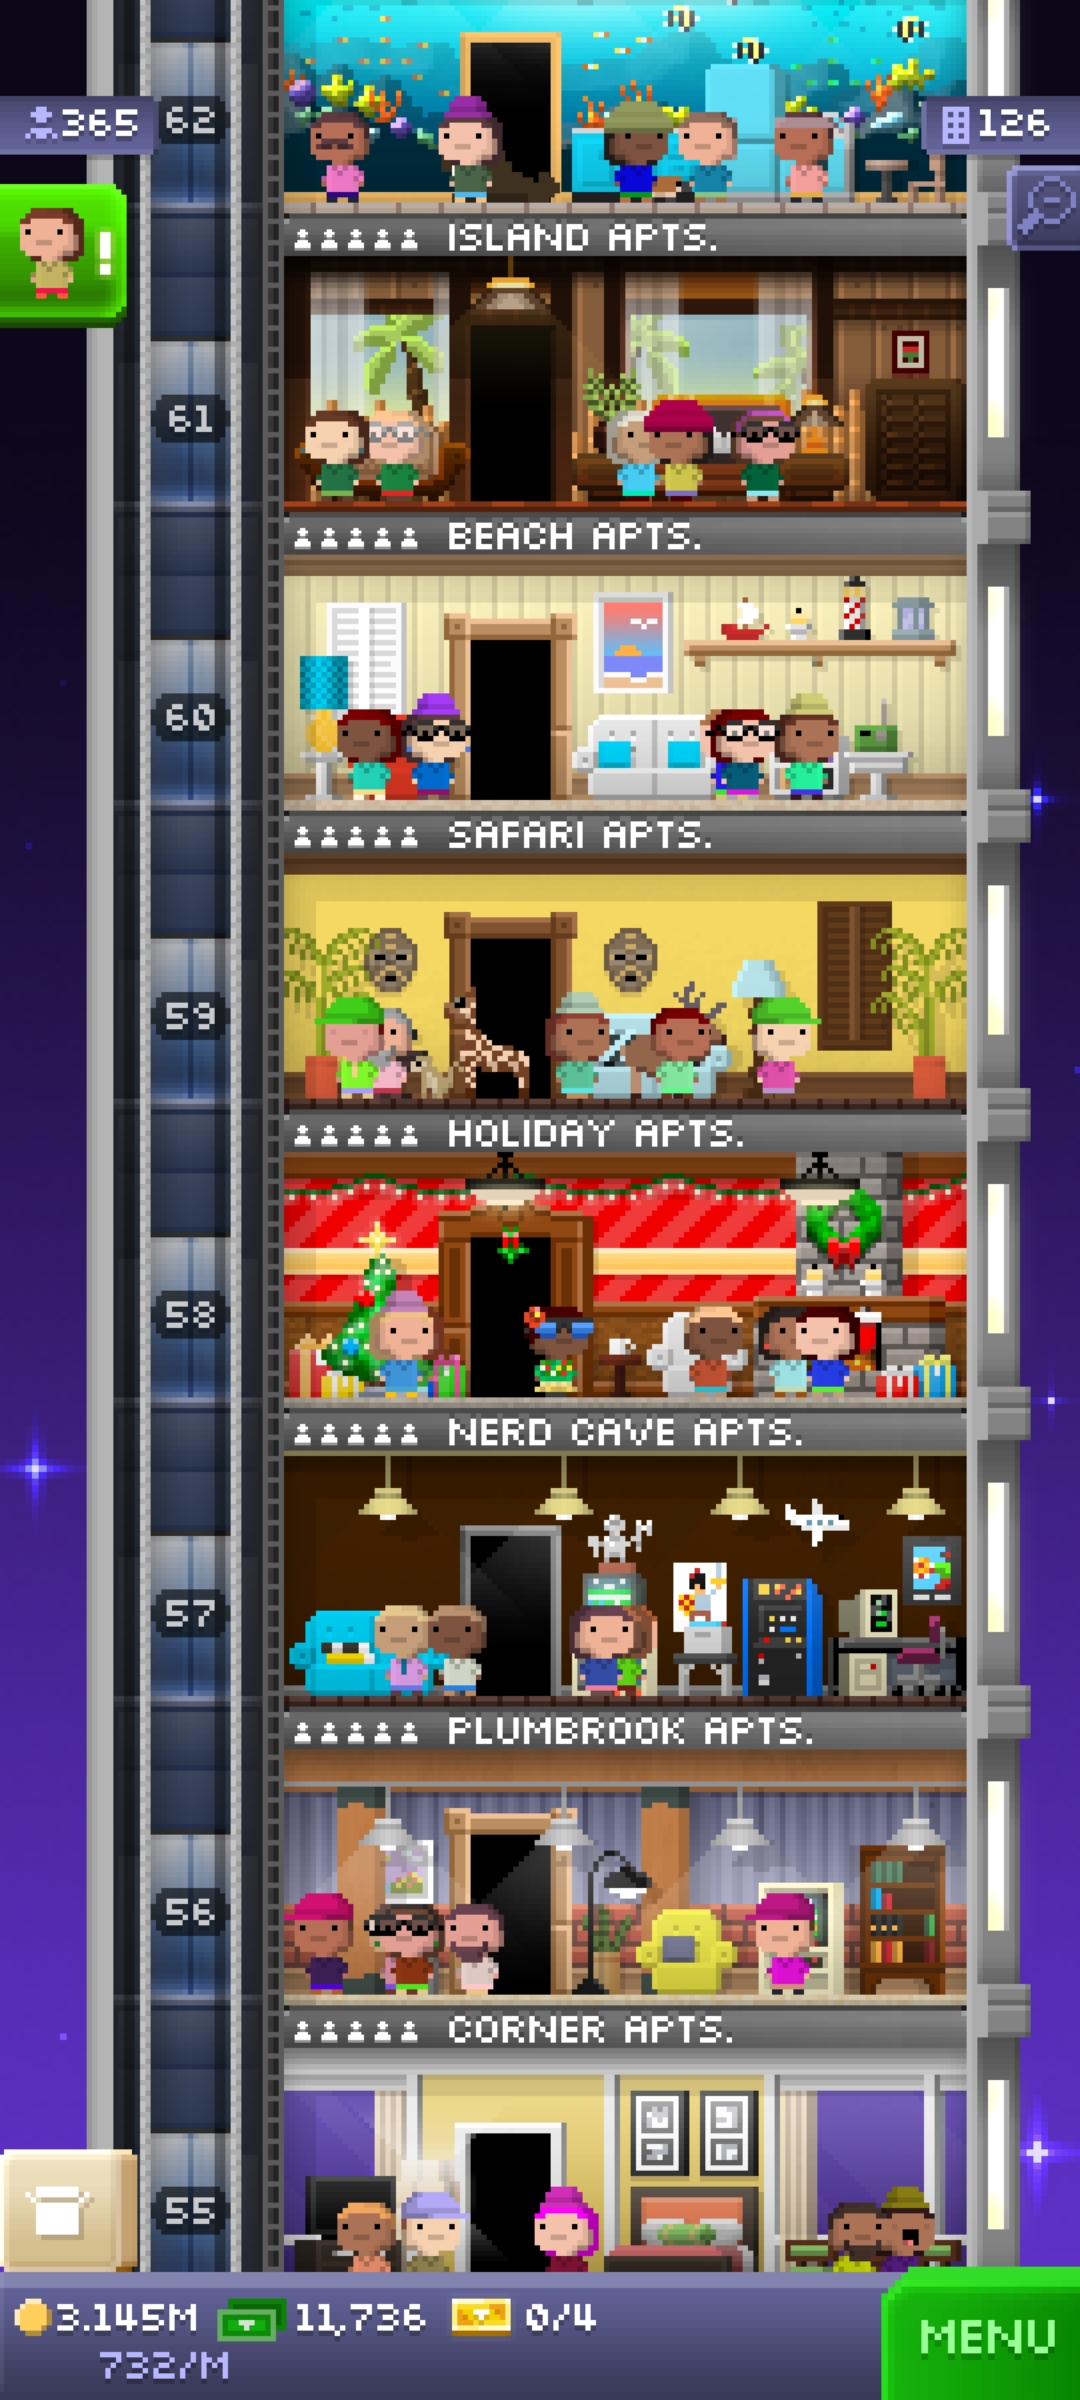 365
62
126
!
ISLAND APTS.
61
BEACH APTS.
60
SAFARI APTS.
59
HOLIDAY APTS.
58
NERD CAVE APTS.
57
PLUMBROOK APTS.
56
CORNER APTS.
55
3.145M 11,736 0/4
732/M
MENU